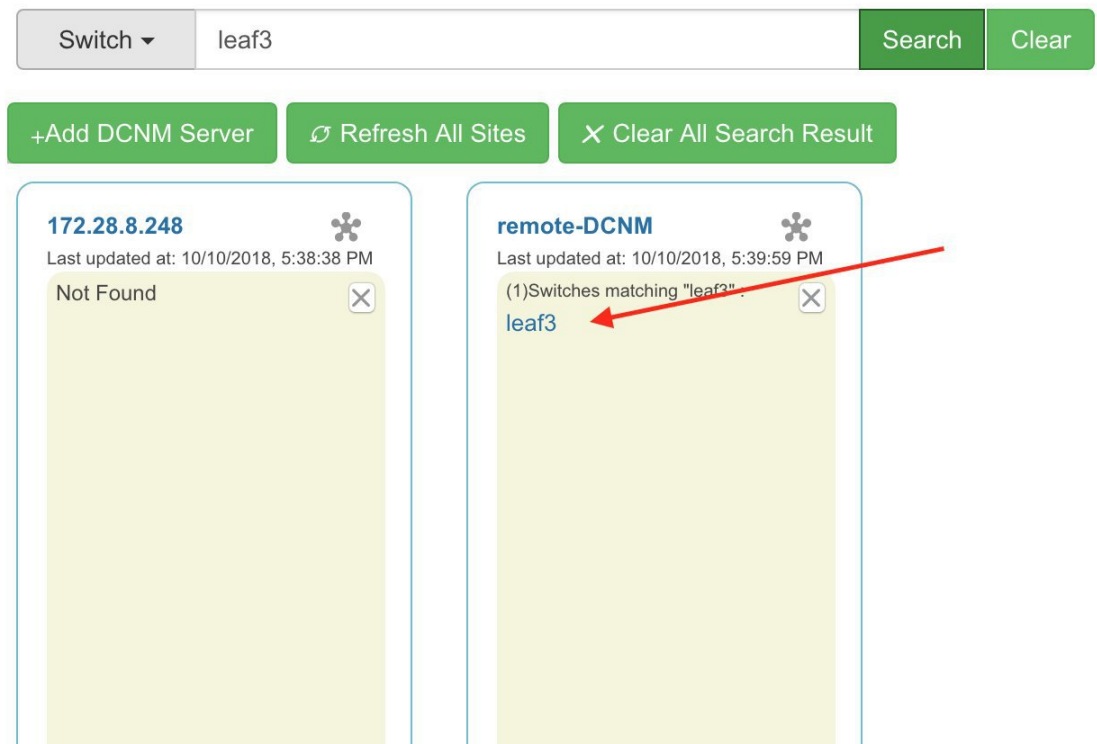 Switch leaf3 Search Clear
+Add DCNM Server Refresh All Sites Clear All Search Result
172.28.8.248
Last updated at: 10/10/2018, 5:38:38 PM
Not Found
remote-DCNM
Last updated at: 10/10/2018, 5:39:59 PM
(1)Switches matching "leaf3" :
leaf3